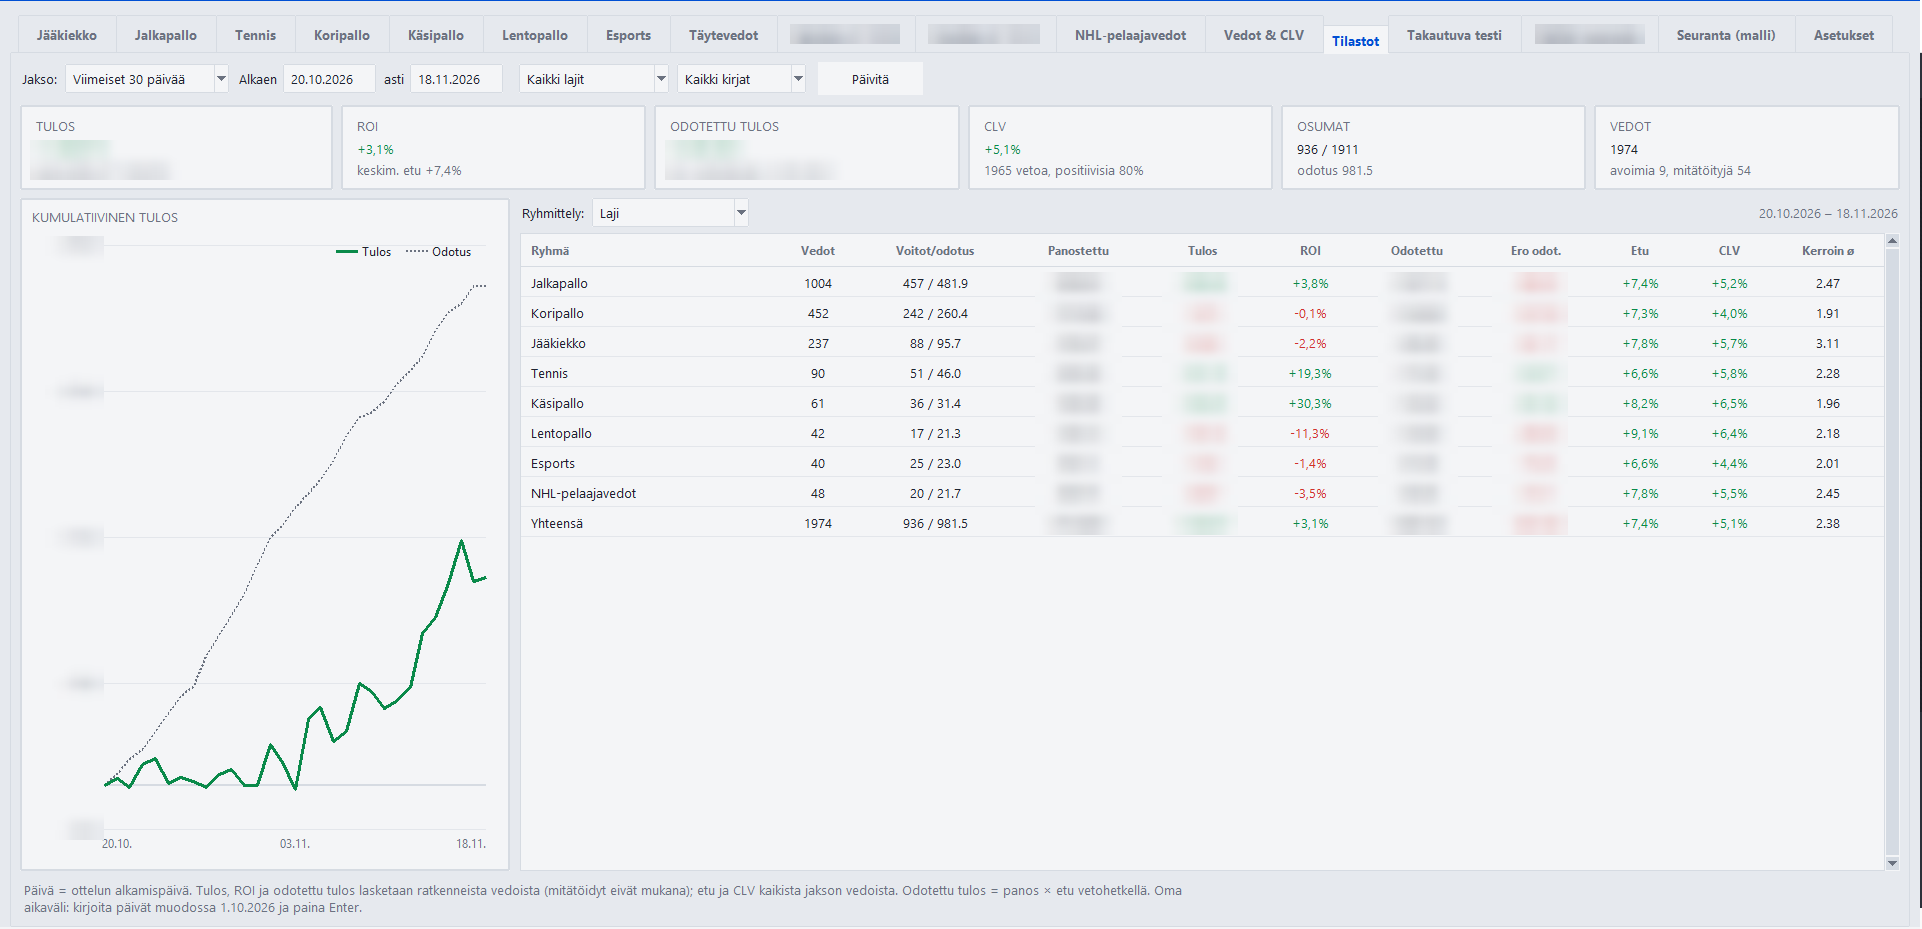 Jääkiekko Jalkapallo Tennis Koripallo Käsipallo Lentopallo Esports Täytevedot NHL-pelaajavedot Vedot & CLV Tilastot Takautuva testi Seuranta (malli) Asetukset
Jakso: Viimeiset 30 päivää Alkaen 20.10.2026 asti 18.11.2026 Kaikki lajit Kaikki kirjat Päivitä
TULOS
ROI
+3,1%
keskim. etu +7,4%
ODOTETTU TULOS
CLV
+5,1%
1965 vetoa, positiivisia 80%
OSUMAT
936 / 1911
odotus 981.5
VEDOT
1974
avoimia 9, mitätöityjä 54
KUMULATIIVINEN TULOS
Tulos Odotus
20.10. 03.11. 18.11.
Ryhmittely: Laji 20.10.2026 – 18.11.2026
Ryhmä Vedot Voitot/odotus Panostettu Tulos ROI Odotettu Ero odot. Etu CLV Kerroin ø
Jalkapallo 1004 457 / 481.9 +3,8% +7,4% +5,2% 2.47
Koripallo 452 242 / 260.4 -0,1% +7,3% +4,0% 1.91
Jääkiekko 237 88 / 95.7 -2,2% +7,8% +5,7% 3.11
Tennis 90 51 / 46.0 +19,3% +6,6% +5,8% 2.28
Käsipallo 61 36 / 31.4 +30,3% +8,2% +6,5% 1.96
Lentopallo 42 17 / 21.3 -11,3% +9,1% +6,4% 2.18
Esports 40 25 / 23.0 -1,4% +6,6% +4,4% 2.01
NHL-pelaajavedot 48 20 / 21.7 -3,5% +7,8% +5,5% 2.45
Yhteensä 1974 936 / 981.5 +3,1% +7,4% +5,1% 2.38
Päivä = ottelun alkamispäivä. Tulos, ROI ja odotettu tulos lasketaan ratkenneista vedoista (mitätöidyt eivät mukana); etu ja CLV kaikista jakson vedoista. Odotettu tulos = panos × etu vetohetkellä. Oma
aikaväli: kirjoita päivät muodossa 1.10.2026 ja paina Enter.